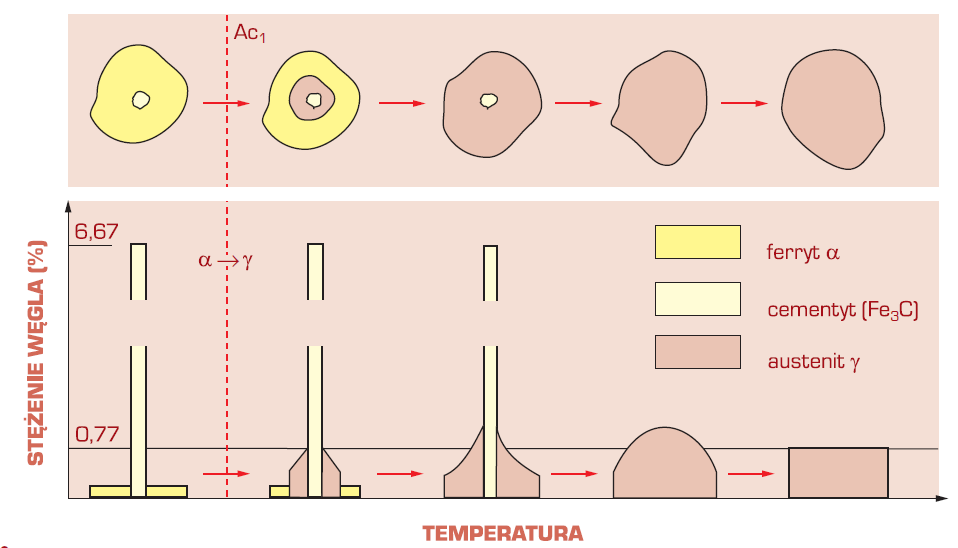 Ac₁
6,67
α → γ
ferryt α
cementyt (Fe₃C)
austenit γ
0,77
STĘŻENIE WĘGLA (%)
TEMPERATURA